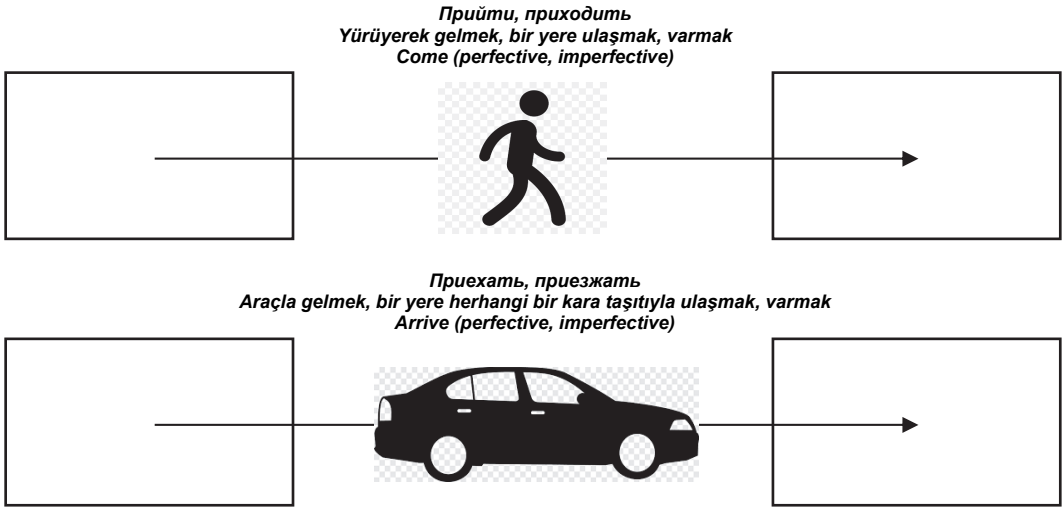 Прийти, приходить
Yürüyerek gelmek, bir yere ulaşmak, varmak
Come (perfective, imperfective)
Приехать, приезжать
Araçla gelmek, bir yere herhangi bir kara taşıtıyla ulaşmak, varmak
Arrive (perfective, imperfective)